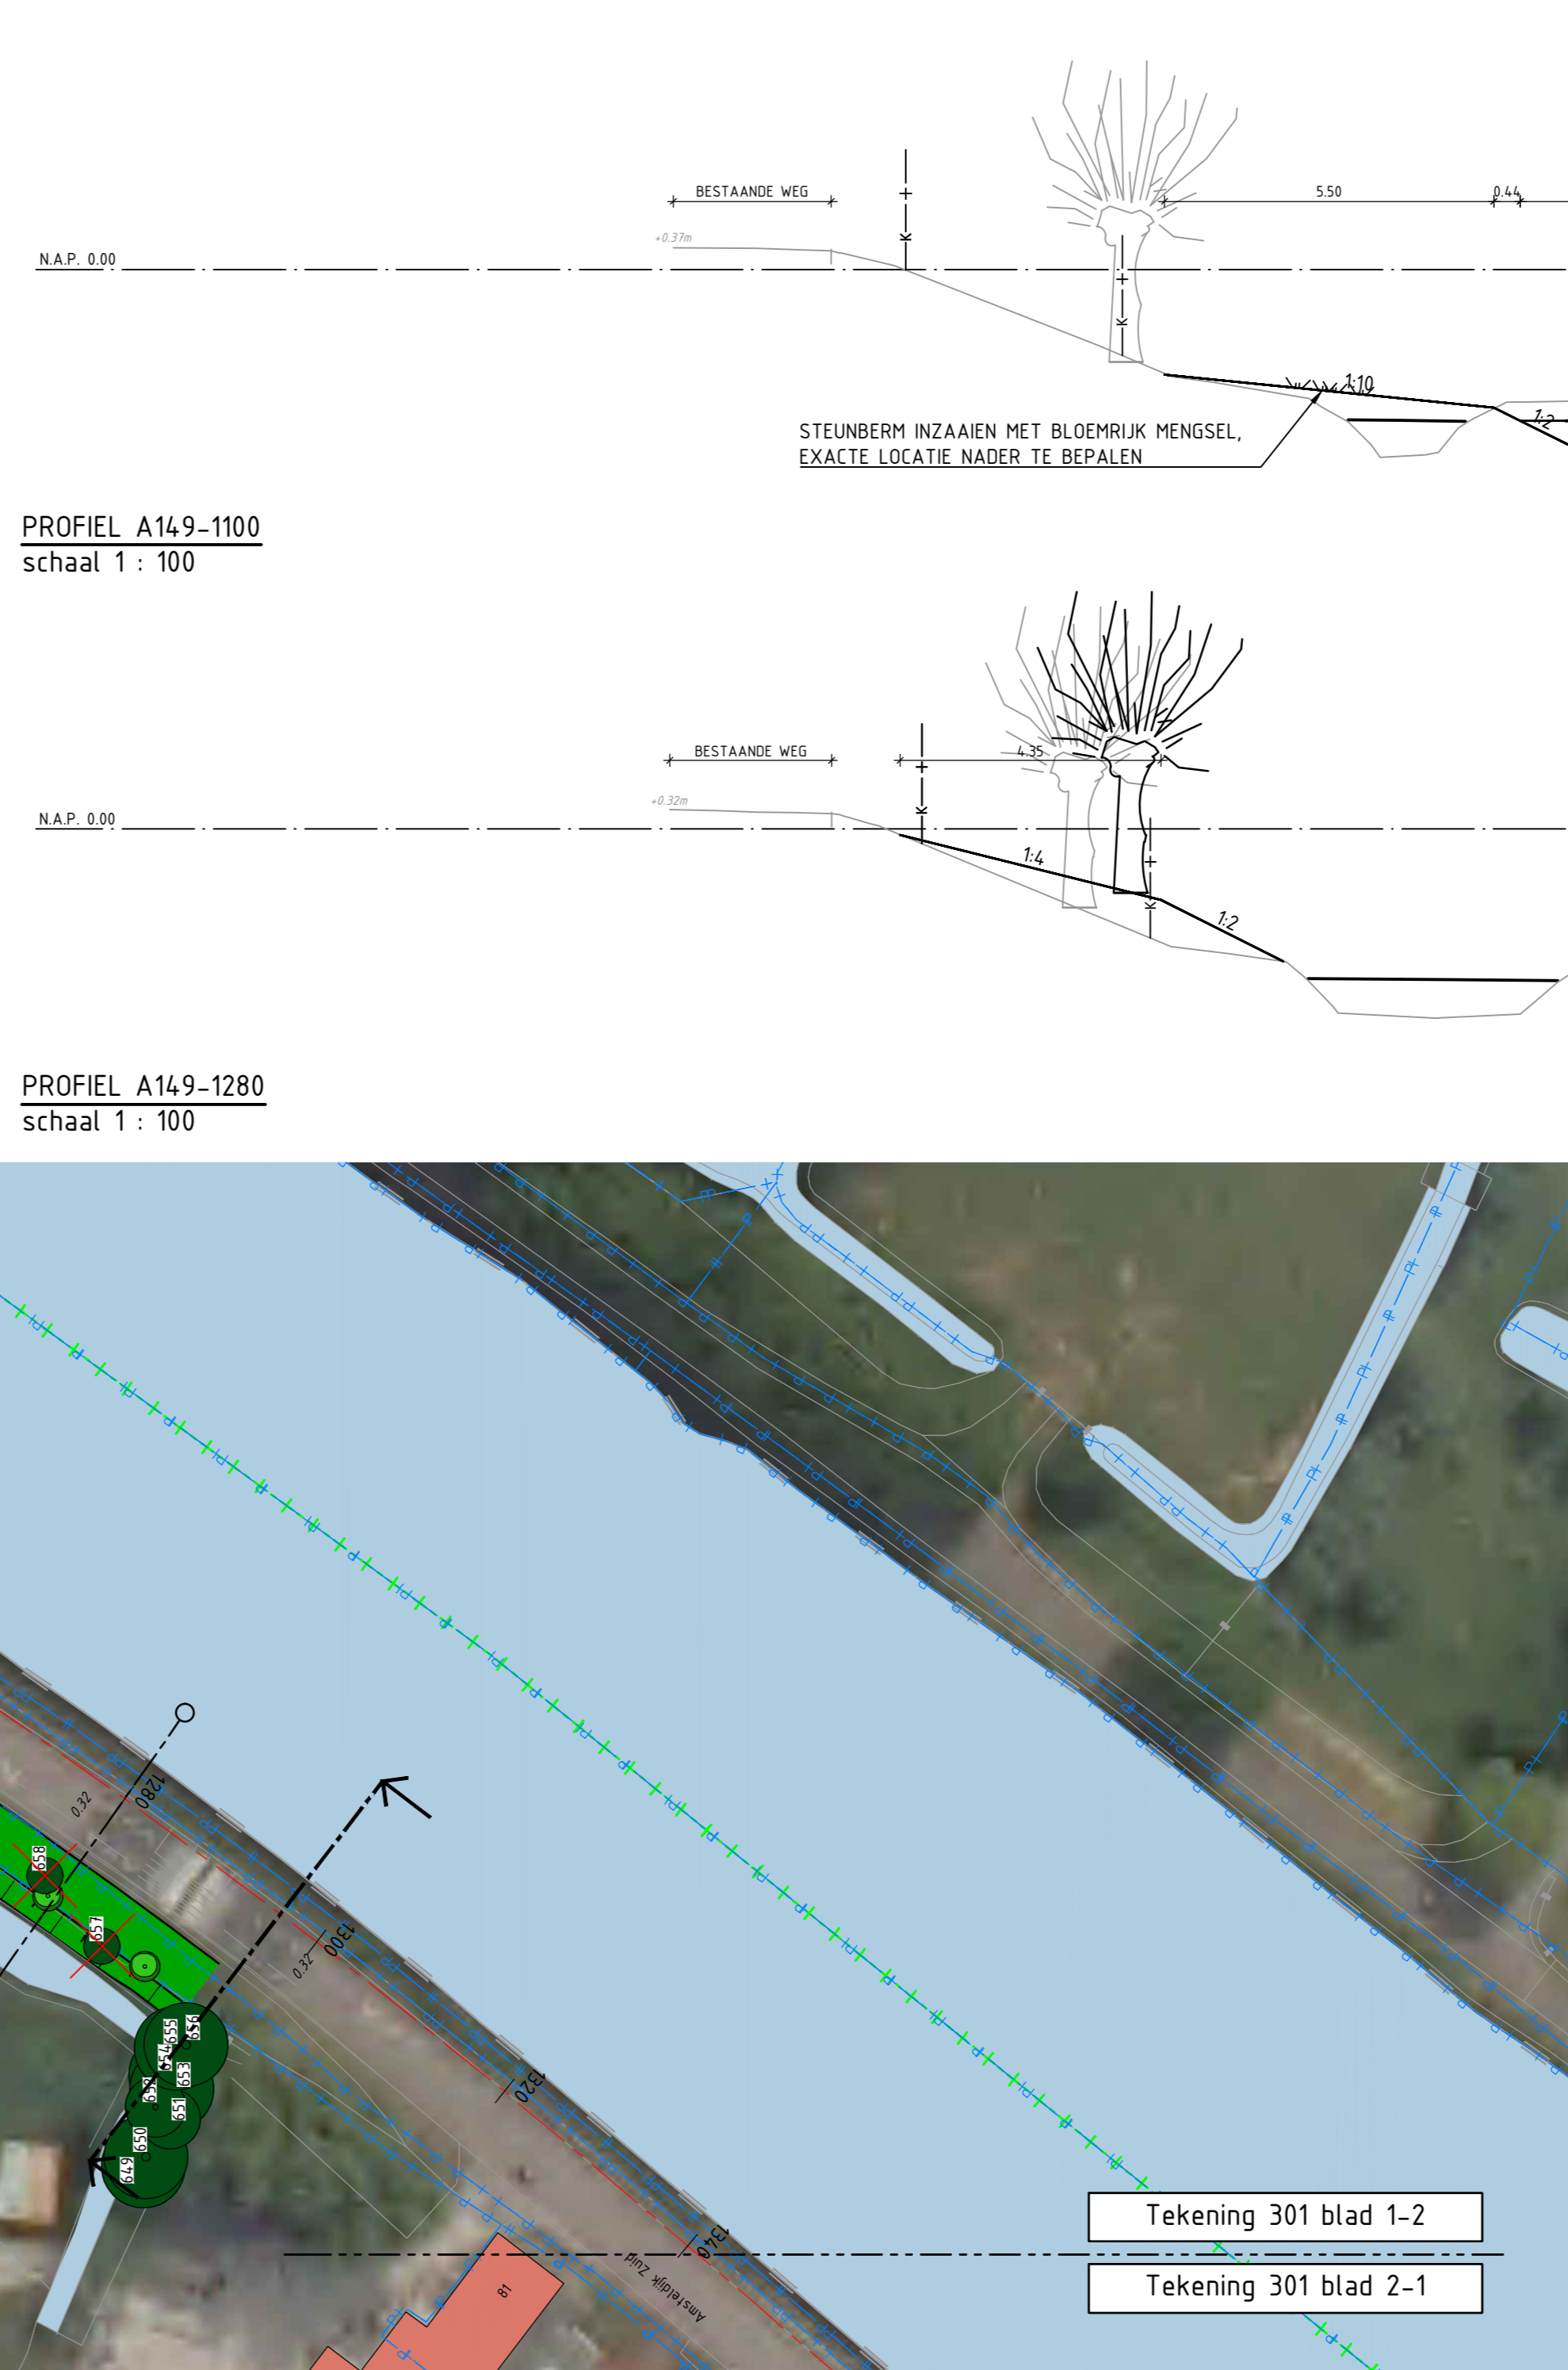 BESTAANDE WEG
5.50
0.44
+0.37m
K
N.A.P. 0.00
K
1:10
1:2
STEUNBERM INZAAIEN MET BLOEMRIJK MENGSEL,
EXACTE LOCATIE NADER TE BEPALEN
PROFIEL A149-1100
schaal 1 : 100
BESTAANDE WEG
4.35
+0.32m
K
N.A.P. 0.00
1:4
K
1:2
PROFIEL A149-1280
schaal 1 : 100
1280
0.32
658
657
1300
0.32
656
655
654
653
651
650
649
1320
1340
Amsteldijk Zuid
81
Tekening 301 blad 1-2
Tekening 301 blad 2-1